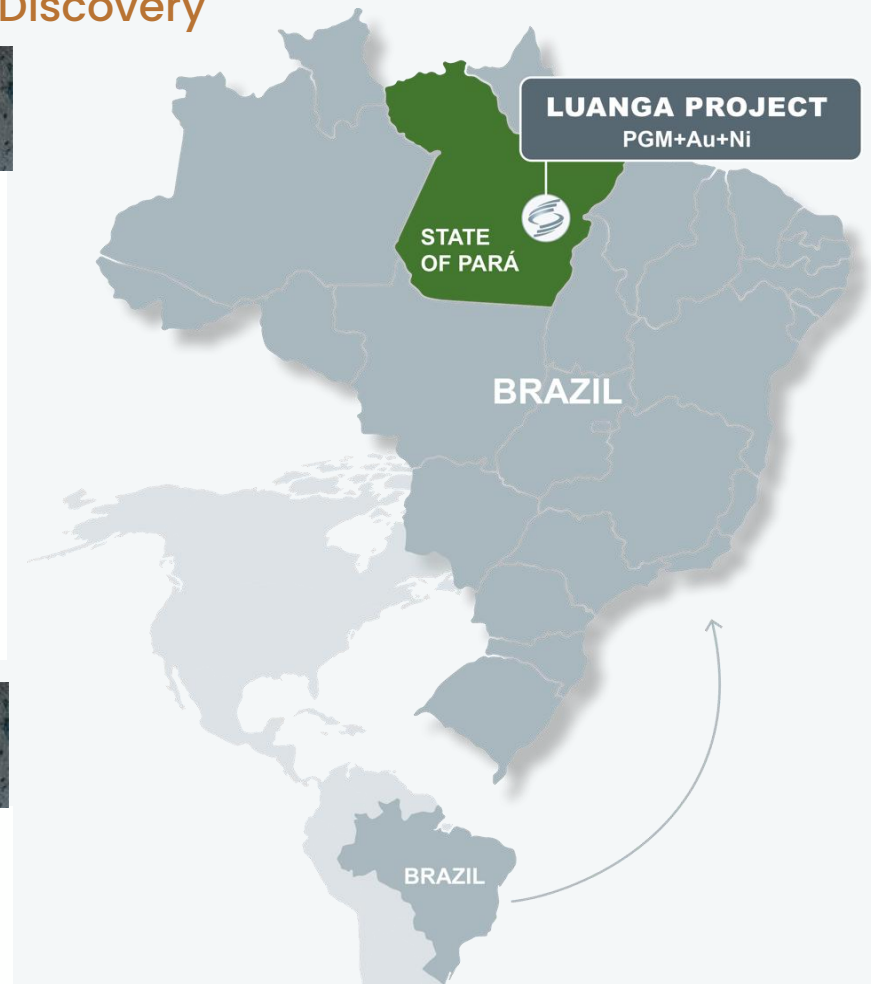 Discovery
LUANGA PROJECT
PGM+Au+Ni
STATE
OF PARÁ
BRAZIL
BRAZIL